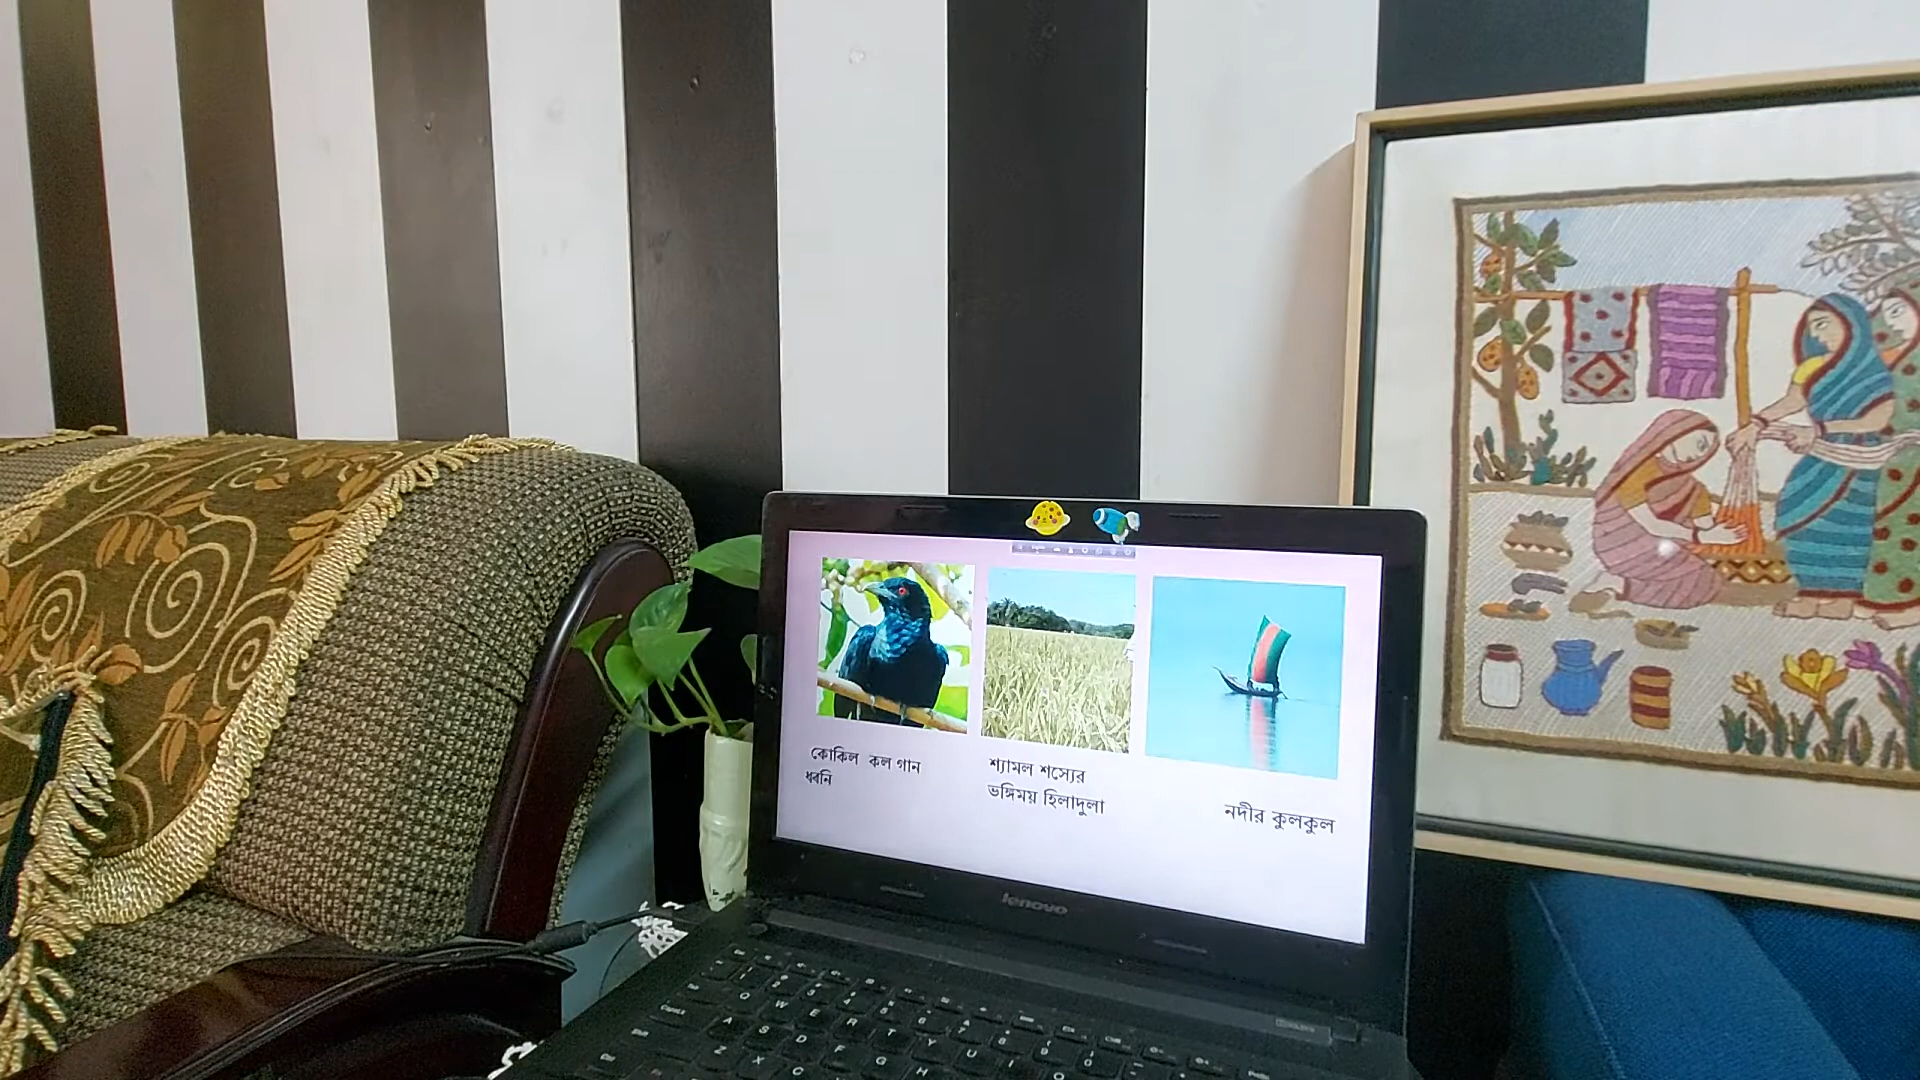 কোকিল কল গান
ধ্বনি
শ্যামল শস্যের
ভঙ্গিময় হিলাদুলা
নদীর কুলকুল
lenovo